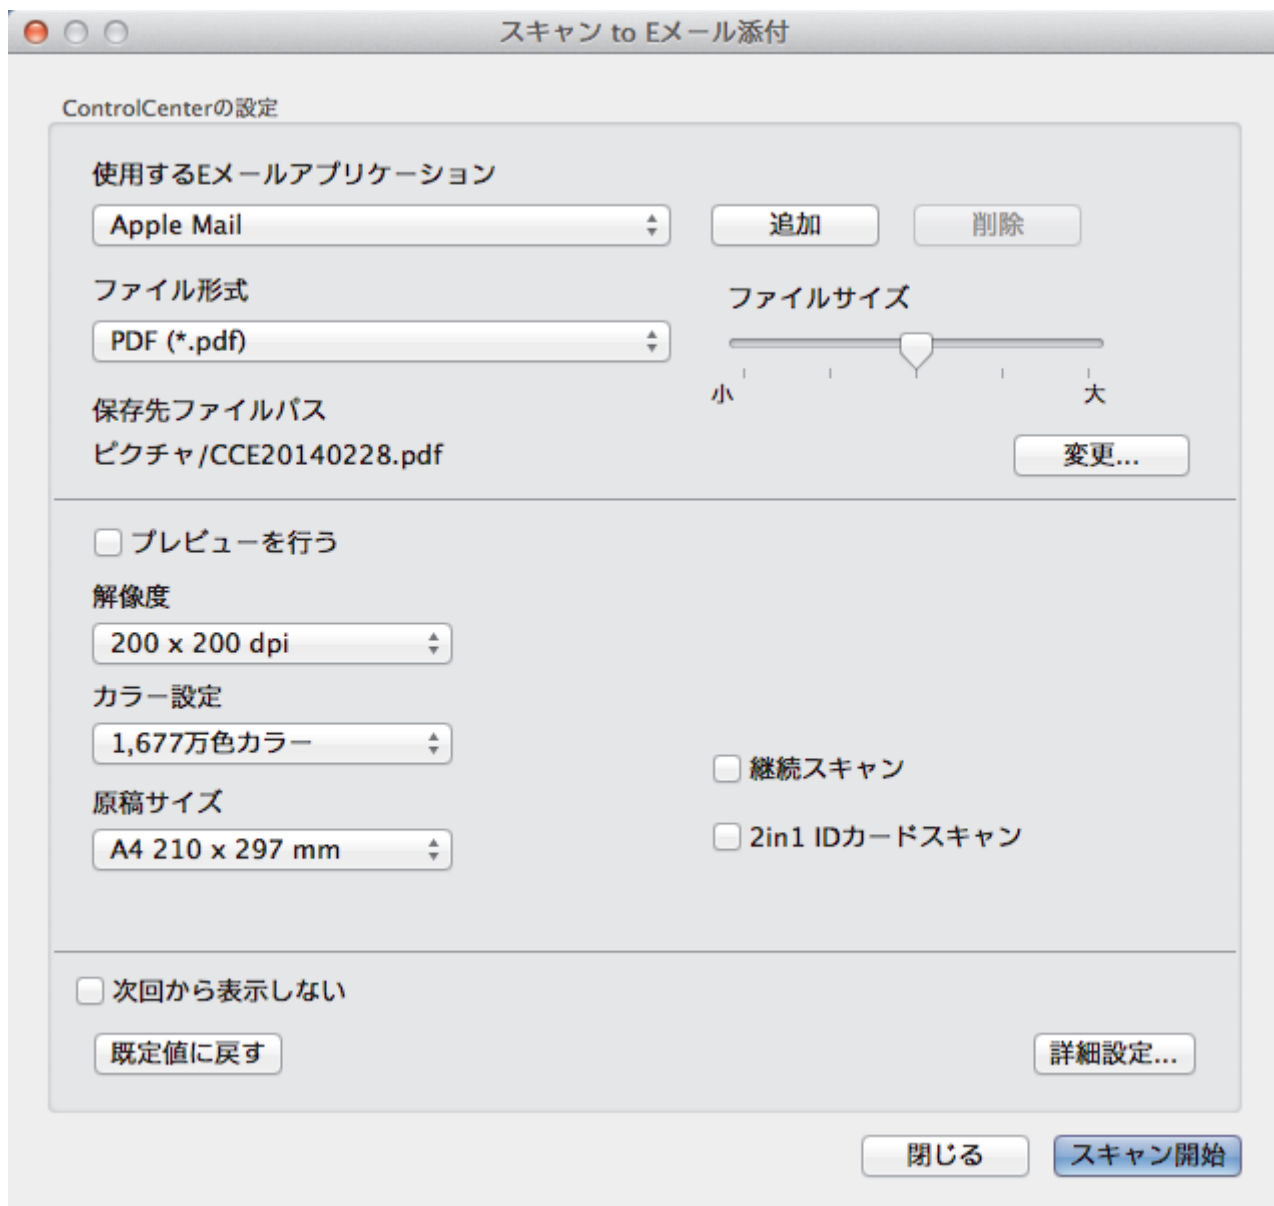 スキャン to Eメール添付
ControlCenterの設定
使用するEメールアプリケーション
Apple Mail
追加
削除
ファイル形式
ファイルサイズ
PDF (*.pdf)
小
大
保存先ファイルパス
ピクチャ/CCE20140228.pdf
変更...
プレビューを行う
解像度
200 x 200 dpi
カラー設定
1,677万色カラー
継続スキャン
原稿サイズ
2in1 IDカードスキャン
A4 210 x 297 mm
次回から表示しない
既定値に戻す
詳細設定...
閉じる
スキャン開始